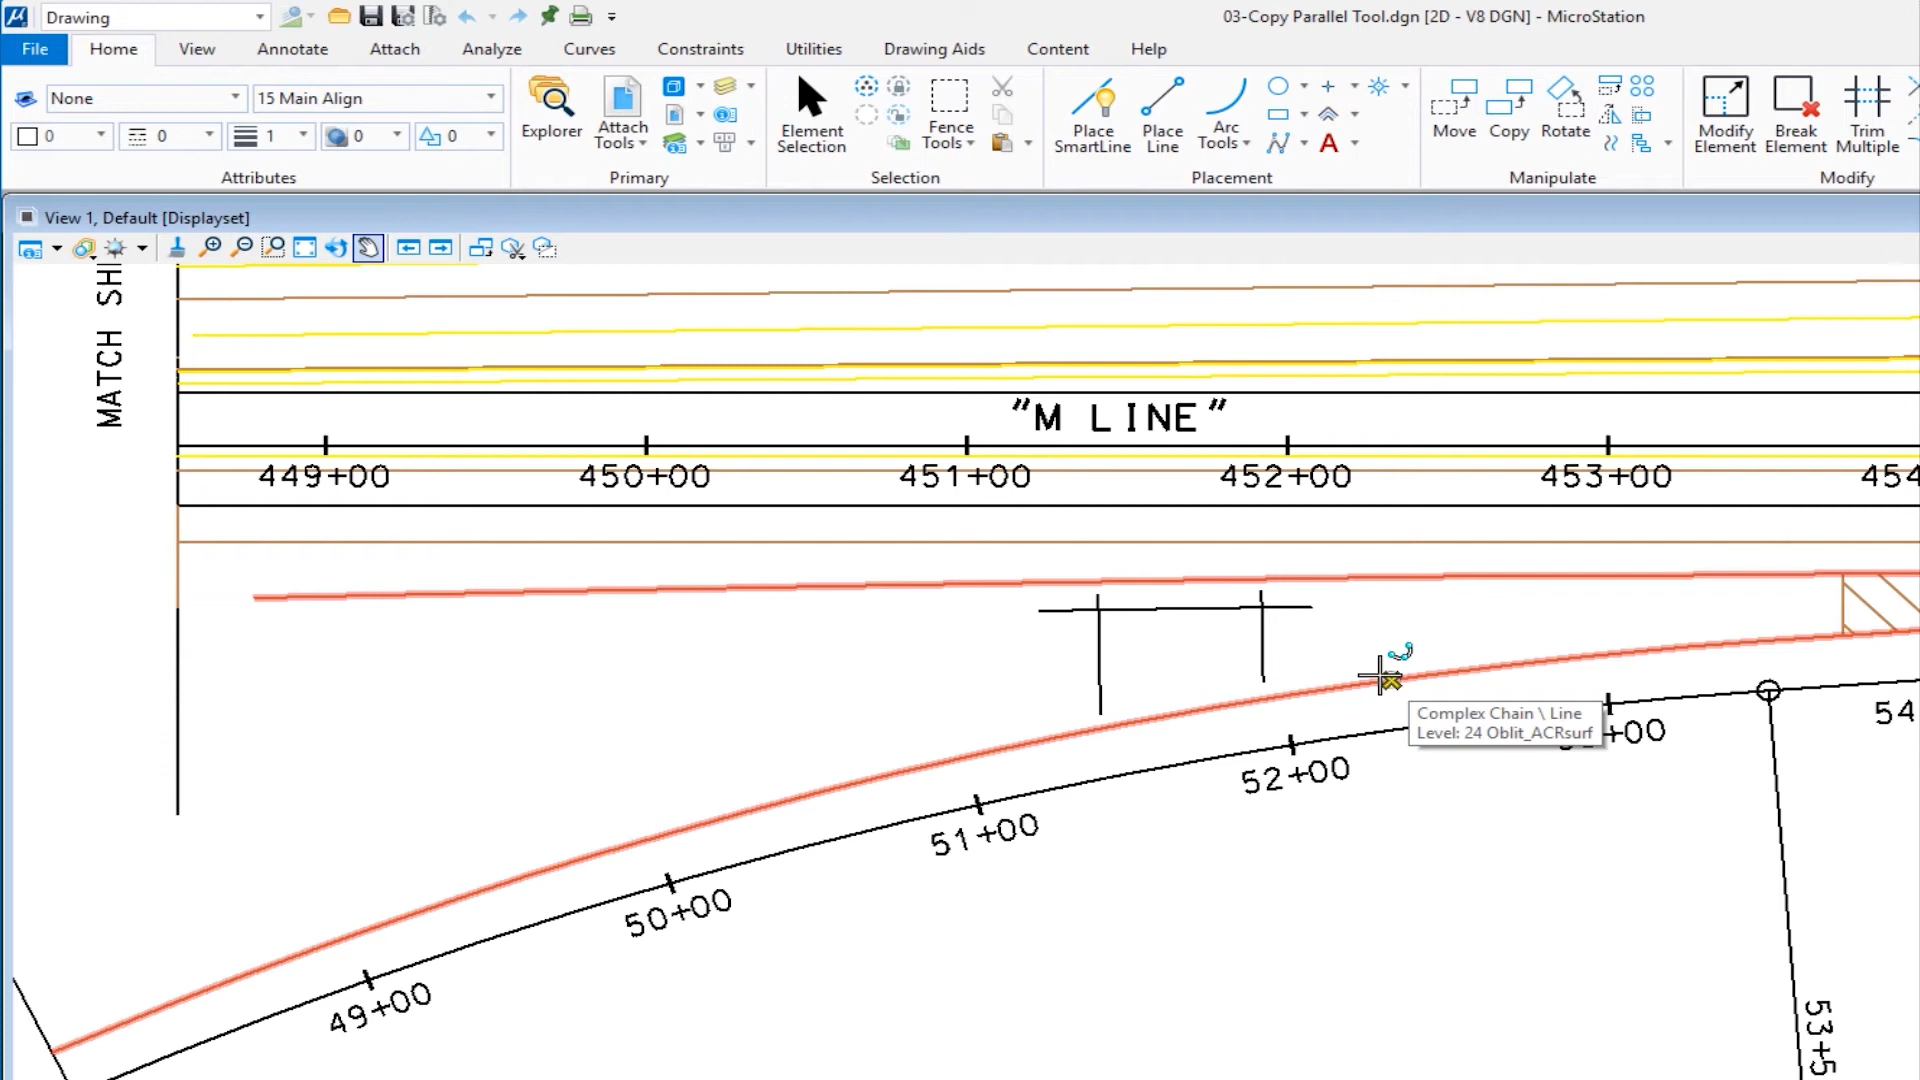 Drawing
03-Copy Parallel Tool.dgn [2D - V8 DGN] - MicroStation
File Home View Annotate Attach Analyze Curves Constraints Utilities Drawing Aids Content Help
None
15 Main Align
0 0 1 0 0
Attributes
Explorer
Attach Tools
Primary
Element Selection
Fence Tools
Selection
Place SmartLine
Place Line
Arc Tools
Placement
Move Copy Rotate
Manipulate
Modify Element
Break Element
Trim Multiple
Modify
View 1, Default [Displayset]
MATCH
"M LINE"
449+00 450+00 451+00 452+00 453+00 454
Complex Chain \ Line
Level: 24 Oblit_ACRsurf
+00
54
52+00
51+00
50+00
49+00
53+5